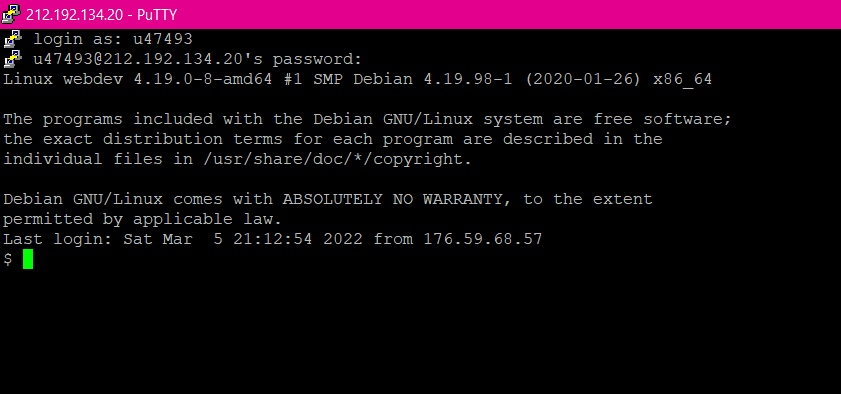 212.192.134.20 - PuTTY
login as: u47493
u47493@212.192.134.20's password:
Linux webdev 4.19.0-8-amd64 #1 SMP Debian 4.19.98-1 (2020-01-26) x86_64
The programs included with the Debian GNU/Linux system are free software;
the exact distribution terms for each program are described in the
individual files in /usr/share/doc/*/copyright.
Debian GNU/Linux comes with ABSOLUTELY NO WARRANTY, to the extent
permitted by applicable law.
Last login: Sat Mar  5 21:12:54 2022 from 176.59.68.57
$